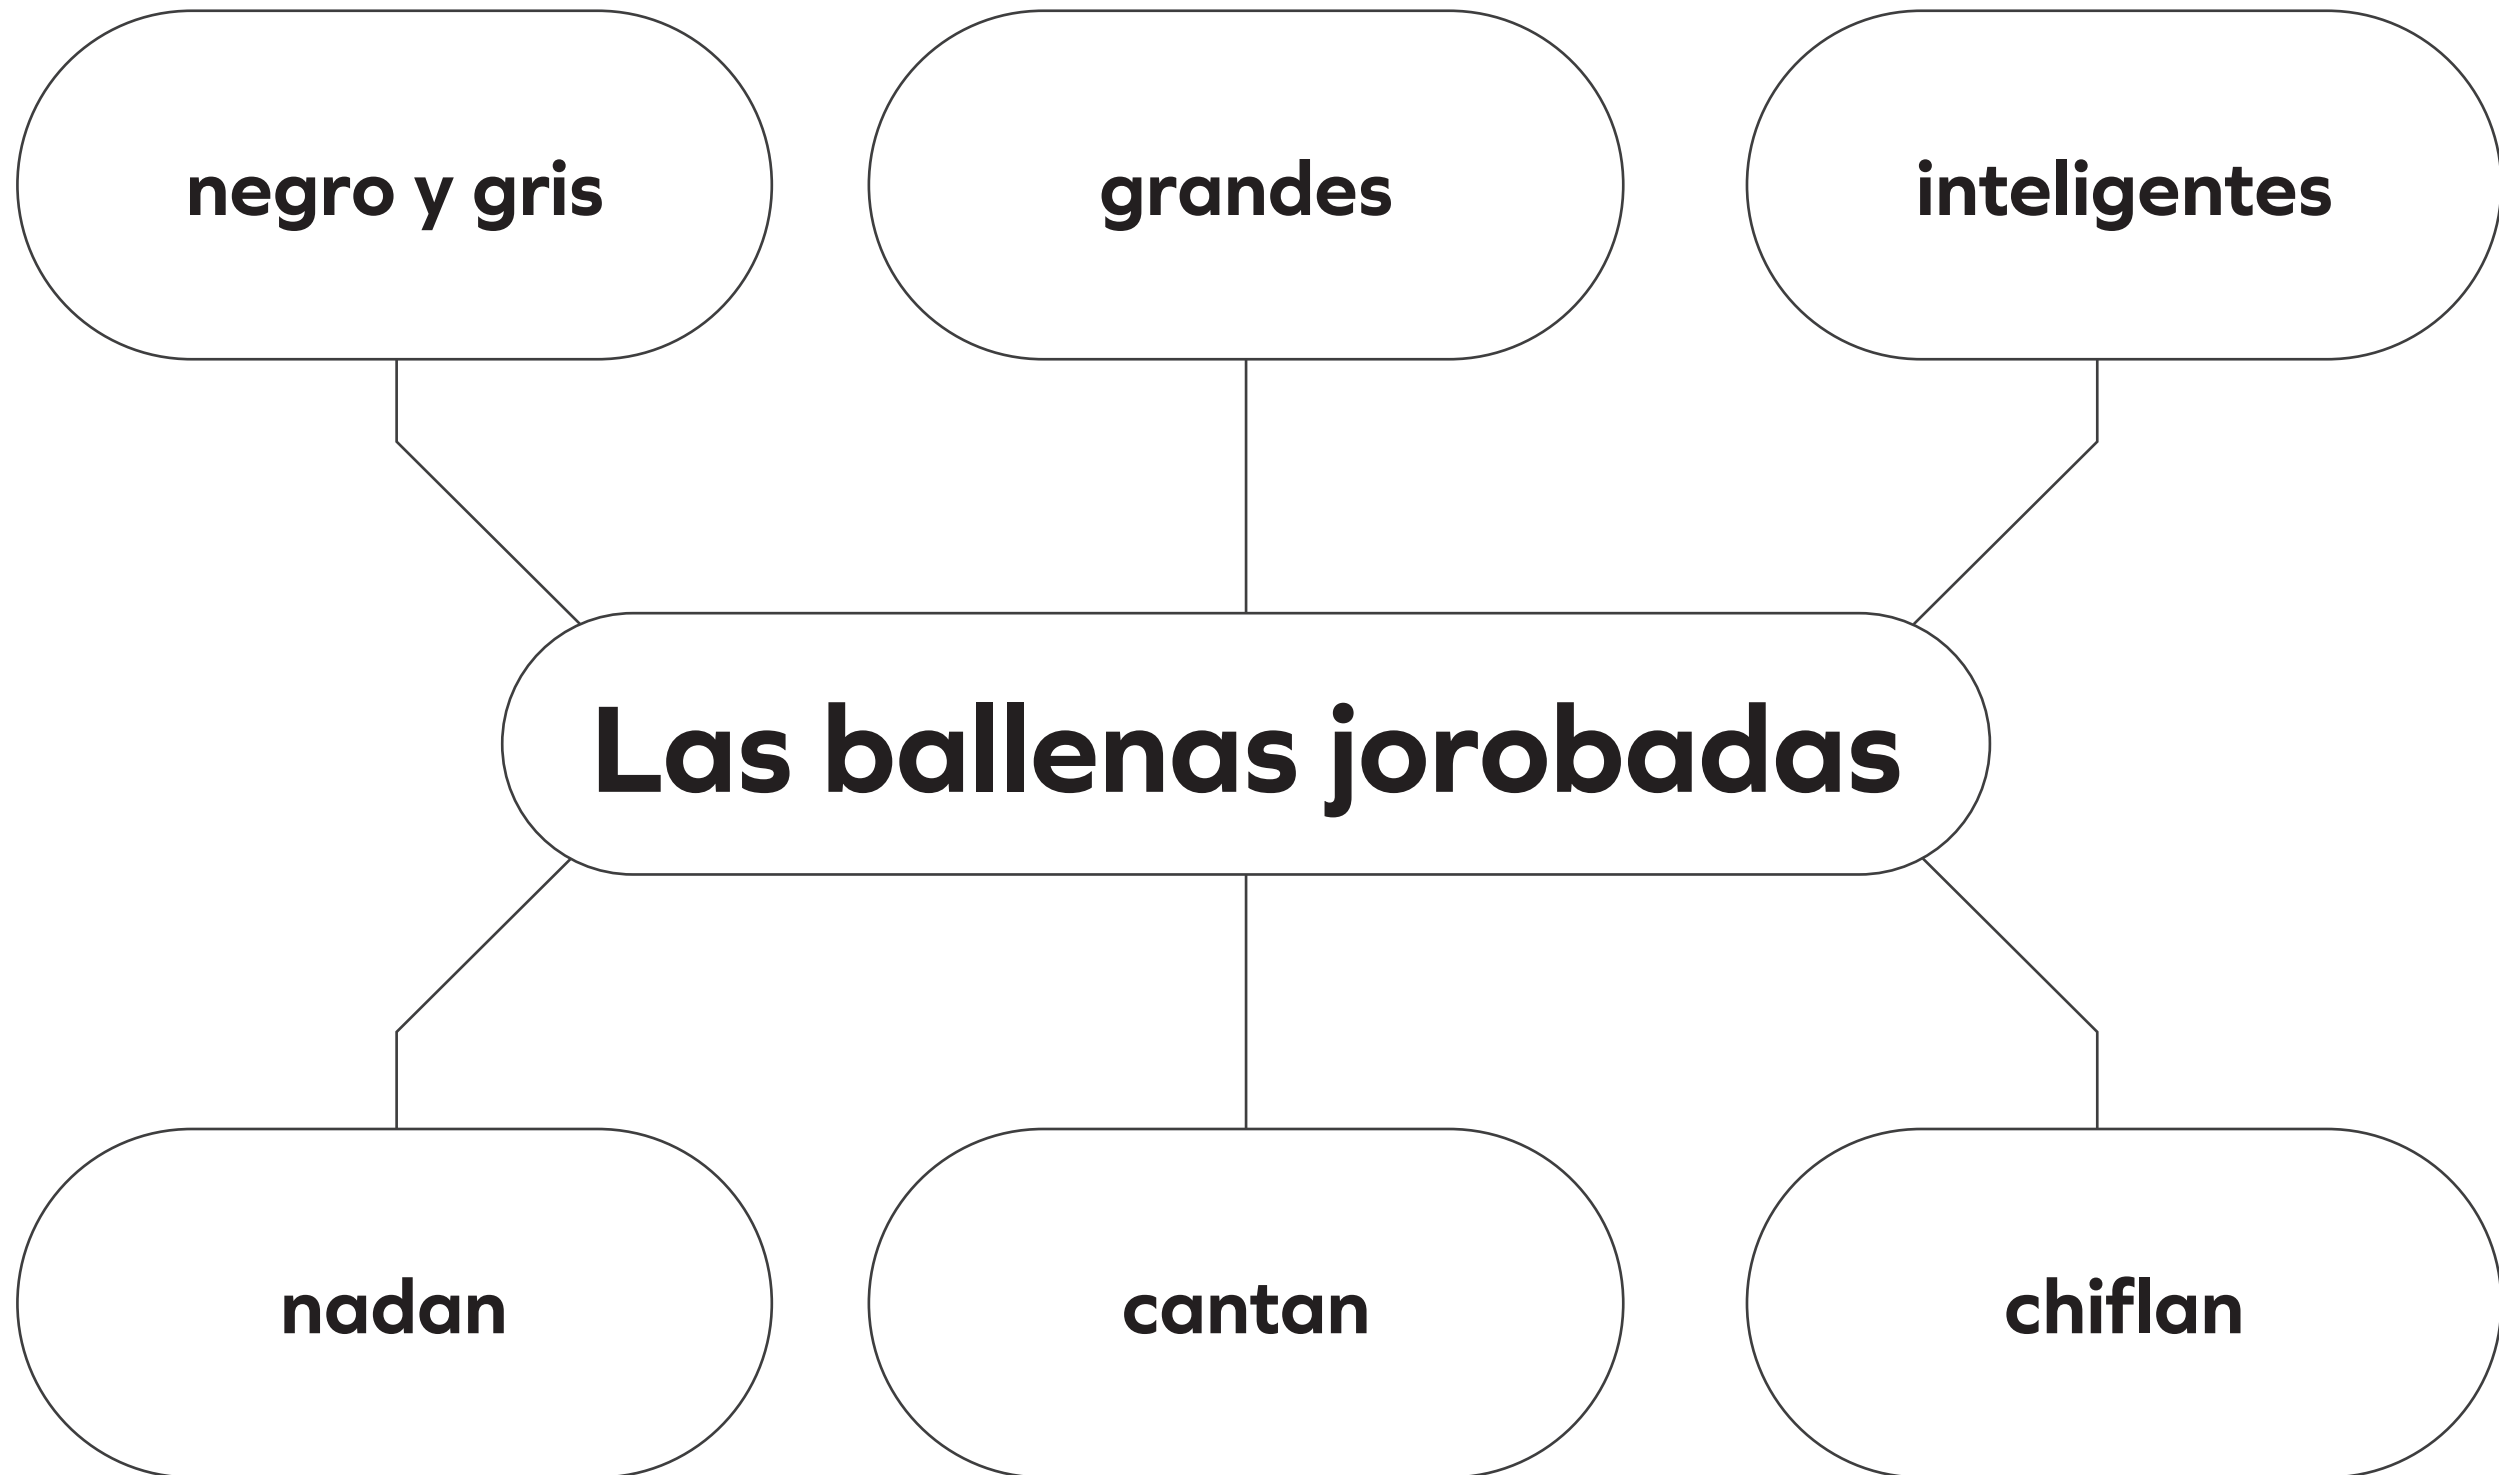 negro y gris
grandes
inteligentes
Las ballenas jorobadas
nadan
cantan
chiflan